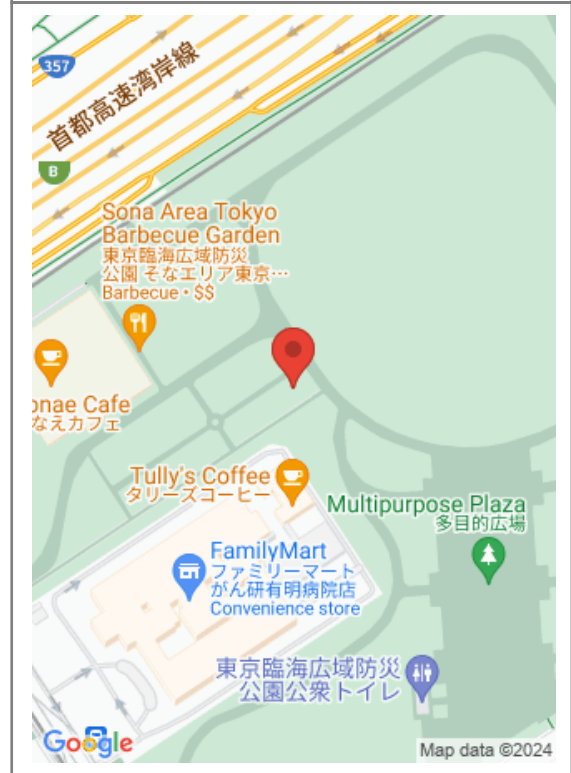 357
首都高速湾岸線
B
Sona Area Tokyo
Barbecue Garden
東京臨海広域防災
公園 そなエリア東京…
Barbecue • $$
onae Cafe
なえカフェ
Tully's Coffee
タリーズコーヒー
Multipurpose Plaza
多目的広場
FamilyMart
ファミリーマート
がん研有明病院店
Convenience store
東京臨海広域防災
公園公衆トイレ
Google
Map data ©2024